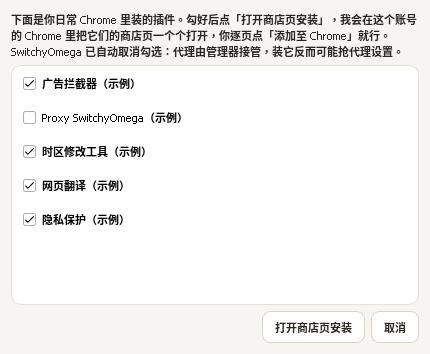 下面是你日常 Chrome 里装的插件。勾好后点「打开商店页安装」，我会在这个账号
的 Chrome 里把它们的商店页一个个打开，你逐页点「添加至 Chrome」就行。
SwitchyOmega 已自动取消勾选：代理由管理器接管，装它反而可能抢代理设置。
广告拦截器（示例）
Proxy SwitchyOmega（示例）
时区修改工具（示例）
网页翻译（示例）
隐私保护（示例）
打开商店页安装
取消